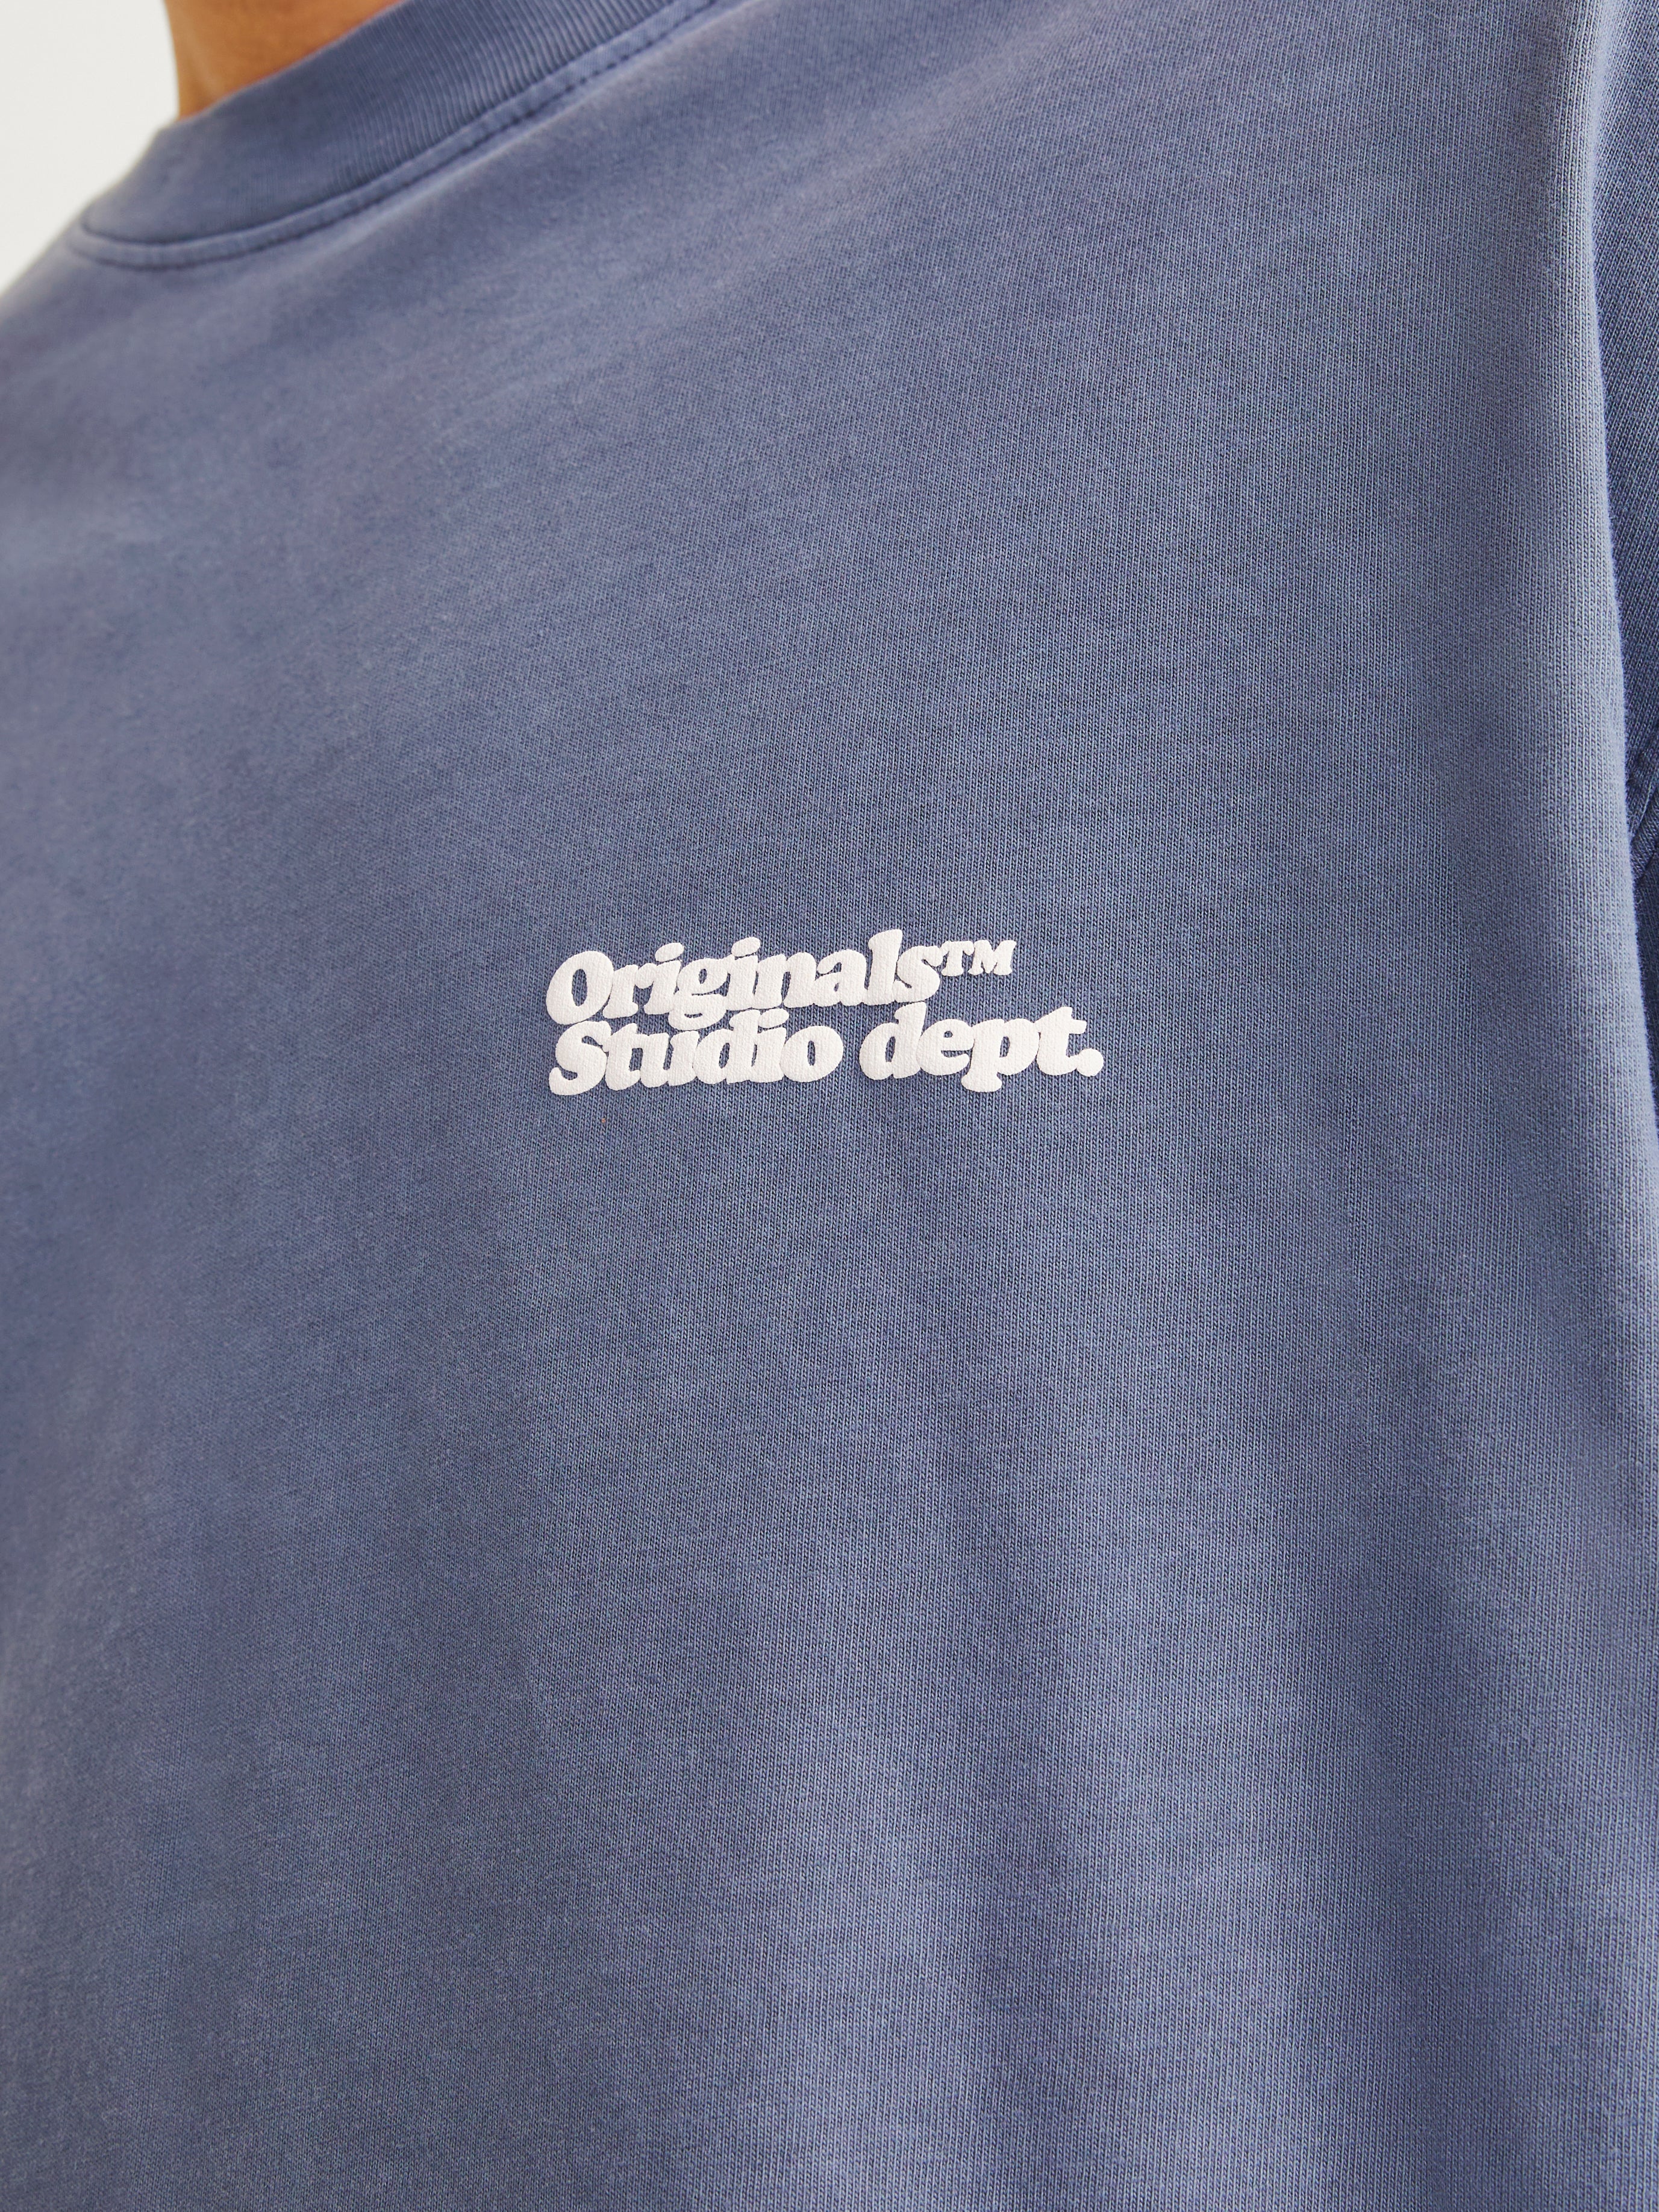 Originals™
Studio dept.